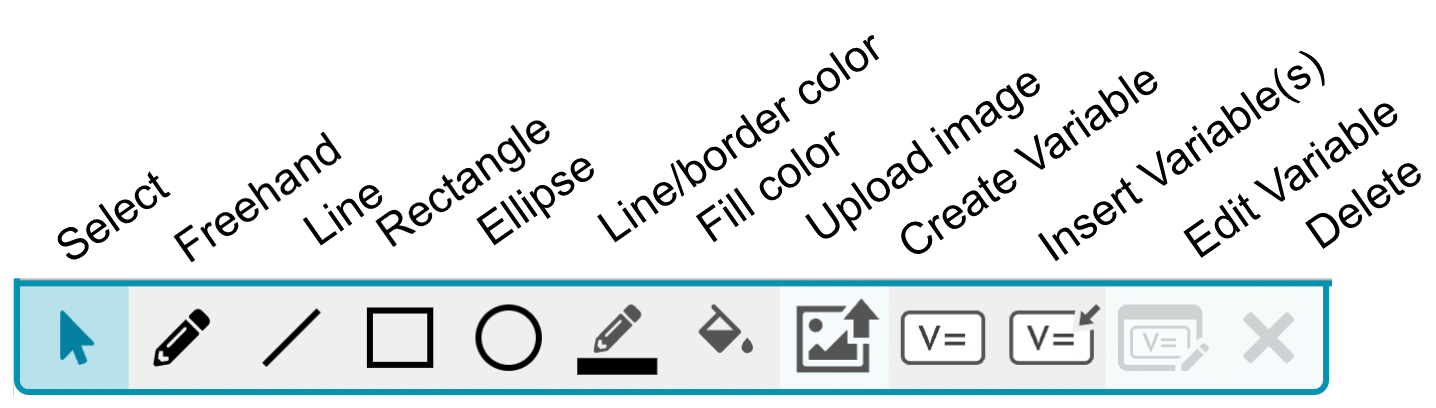 Select
Freehand
Line
Rectangle
Ellipse
Line/border color
Fill color
Upload image
Create Variable
Insert Variable(s)
Edit Variable
Delete
V=
V=
V=